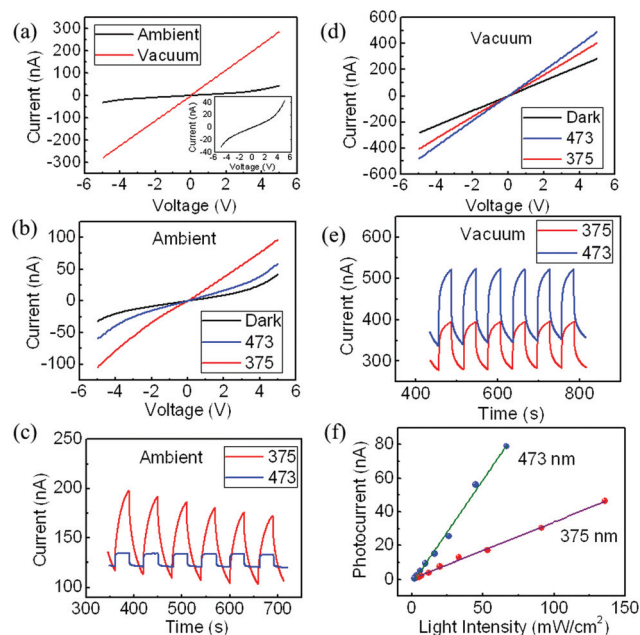 (a)
Ambient
Vacuum
300
200
100
0
-100
-200
-300
Current (nA)
40
20
0
-20
-40
Current (nA)
-6 -4 -2 0 2 4 6
Voltage (V)
-6 -4 -2 0 2 4 6
Voltage (V)
(d)
Vacuum
600
400
200
0
-200
-400
-600
Current (nA)
Dark
473
375
-6 -4 -2 0 2 4 6
Voltage (V)
(b)
Ambient
100
50
0
-50
-100
Current (nA)
Dark
473
375
-6 -4 -2 0 2 4 6
Voltage (V)
(e)
Vacuum
375
473
600
500
400
300
Current (nA)
400 600 800
Time (s)
(c)
Ambient
375
473
250
200
150
100
Current (nA)
300 400 500 600 700
Time (s)
(f)
80
60
40
20
0
Photocurrent (nA)
473 nm
375 nm
0 50 100 150
Light Intensity (mW/cm²)